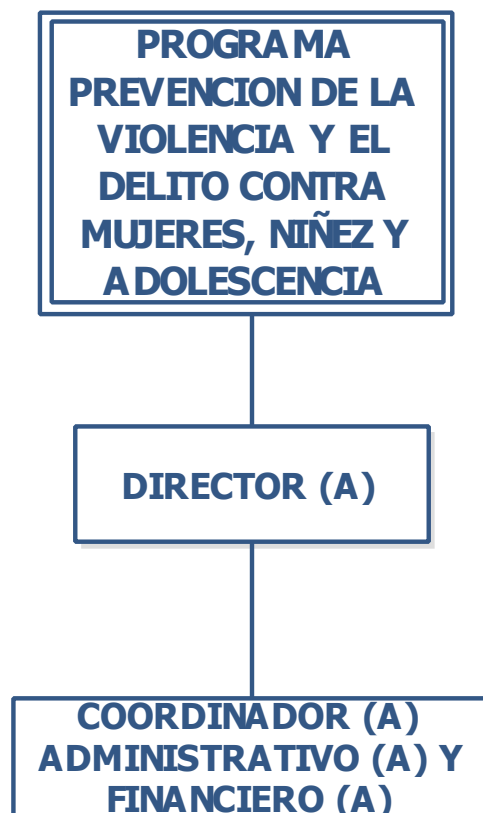 PROGRAMA
PREVENCION DE LA
VIOLENCIA Y EL
DELITO CONTRA
MUJERES, NIÑEZ Y
ADOLESCENCIA
DIRECTOR (A)
COORDINADOR (A)
ADMINISTRATIVO (A) Y
FINANCIERO (A)